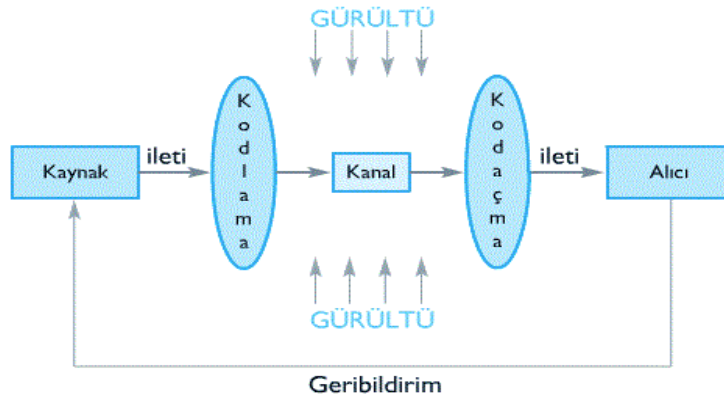 GÜRÜLTÜ
Kaynak
ileti
Kodlama
Kanal
Kodaçma
ileti
Alıcı
GÜRÜLTÜ
Geribildirim